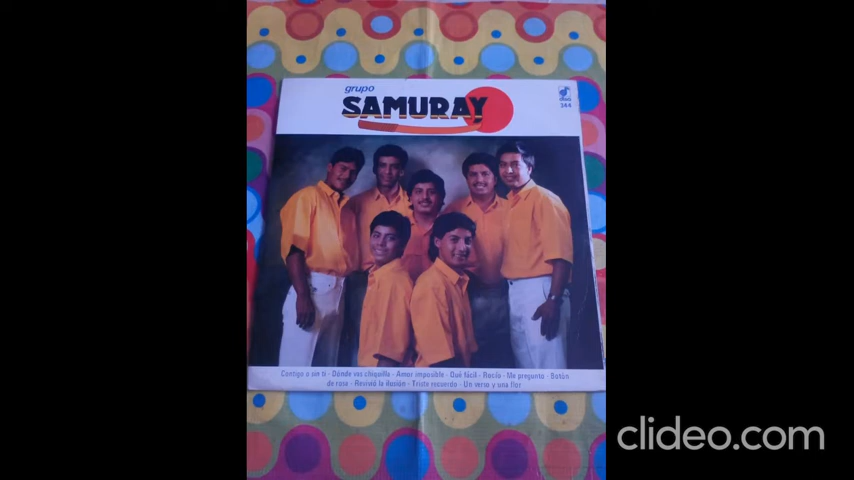 grupo
SAMURAY
344
Contigo o sin ti - Dónde vas chiquilla - Amor imposible - Qué fácil - Rocío - Me pregunto - Botón
de rosa - Revivió la ilusión - Triste recuerdo - Un verso y una flor
clideo.com